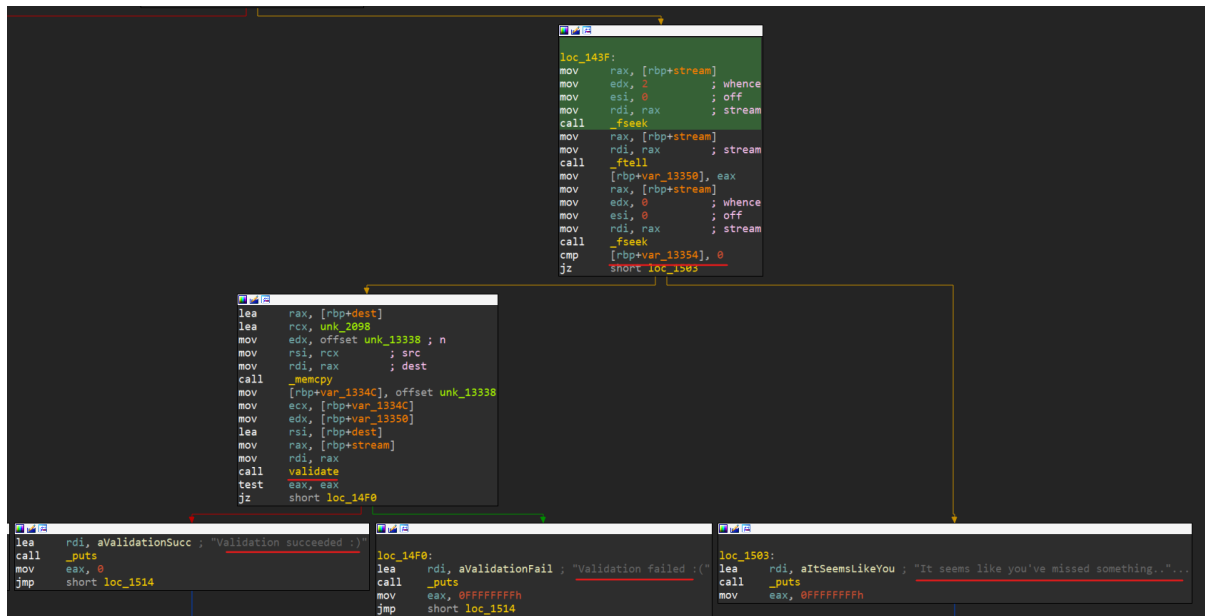 loc_143F:
mov rax, [rbp+stream]
mov edx, 2 ; whence
mov esi, 0 ; off
mov rdi, rax ; stream
call _fseek
mov rax, [rbp+stream]
mov rdi, rax ; stream
call _ftell
mov [rbp+var_13350], eax
mov rax, [rbp+stream]
mov edx, 0 ; whence
mov esi, 0 ; off
mov rdi, rax ; stream
call _fseek
cmp [rbp+var_13354], 0
jz short loc_1503
lea rax, [rbp+dest]
lea rcx, unk_2098
mov edx, offset unk_13338 ; n
mov rsi, rcx ; src
mov rdi, rax ; dest
call _memcpy
mov [rbp+var_1334C], offset unk_13338
mov ecx, [rbp+var_1334C]
mov edx, [rbp+var_13350]
lea rsi, [rbp+dest]
mov rax, [rbp+stream]
mov rdi, rax
call validate
test eax, eax
jz short loc_14F0
lea rdi, aValidationSucc ; "Validation succeeded :)"
call _puts
mov eax, 0
jmp short loc_1514
loc_14F0:
lea rdi, aValidationFail ; "Validation failed :("
call _puts
mov eax, 0FFFFFFFFh
jmp short loc_1514
loc_1503:
lea rdi, aItSeemsLikeYou ; "It seems like you've missed something.."...
call _puts
mov eax, 0FFFFFFFFh